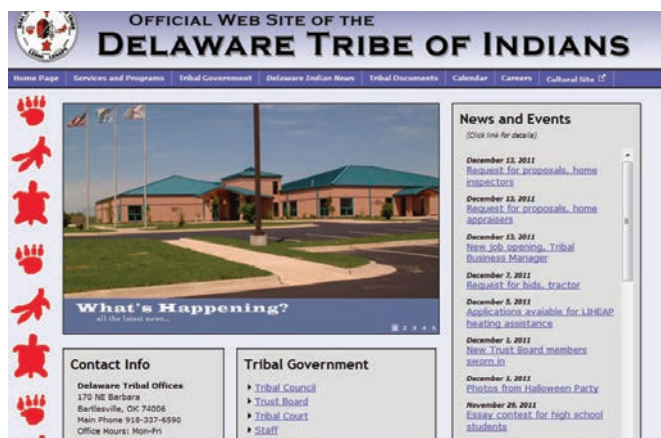 OFFICIAL WEB SITE OF THE
DELAWARE TRIBE OF INDIANS
Home Page Services and Programs Tribal Government Delaware Indian News Tribal Documents Calendar Careers Cultural Site
What's Happening?
all the latest news...
1 2 3 4 5
News and Events
(Click link for details)
December 13, 2011
Request for proposals, home
inspectors
December 13, 2011
Request for proposals, home
appraisers
December 13, 2011
New job opening, Tribal
Business Manager
December 7, 2011
Request for bids, tractor
December 5, 2011
Applications avaiable for LIHEAP
heating assistance
December 1, 2011
New Trust Board members
sworn in
December 1, 2011
Photos from Halloween Party
November 29, 2011
Essay contest for high school
students
Contact Info
Delaware Tribal Offices
170 NE Barbara
Bartlesville, OK 74006
Main Phone 918-337-6590
Office Hours: Mon-Fri
Tribal Government
Tribal Council
Trust Board
Tribal Court
Staff